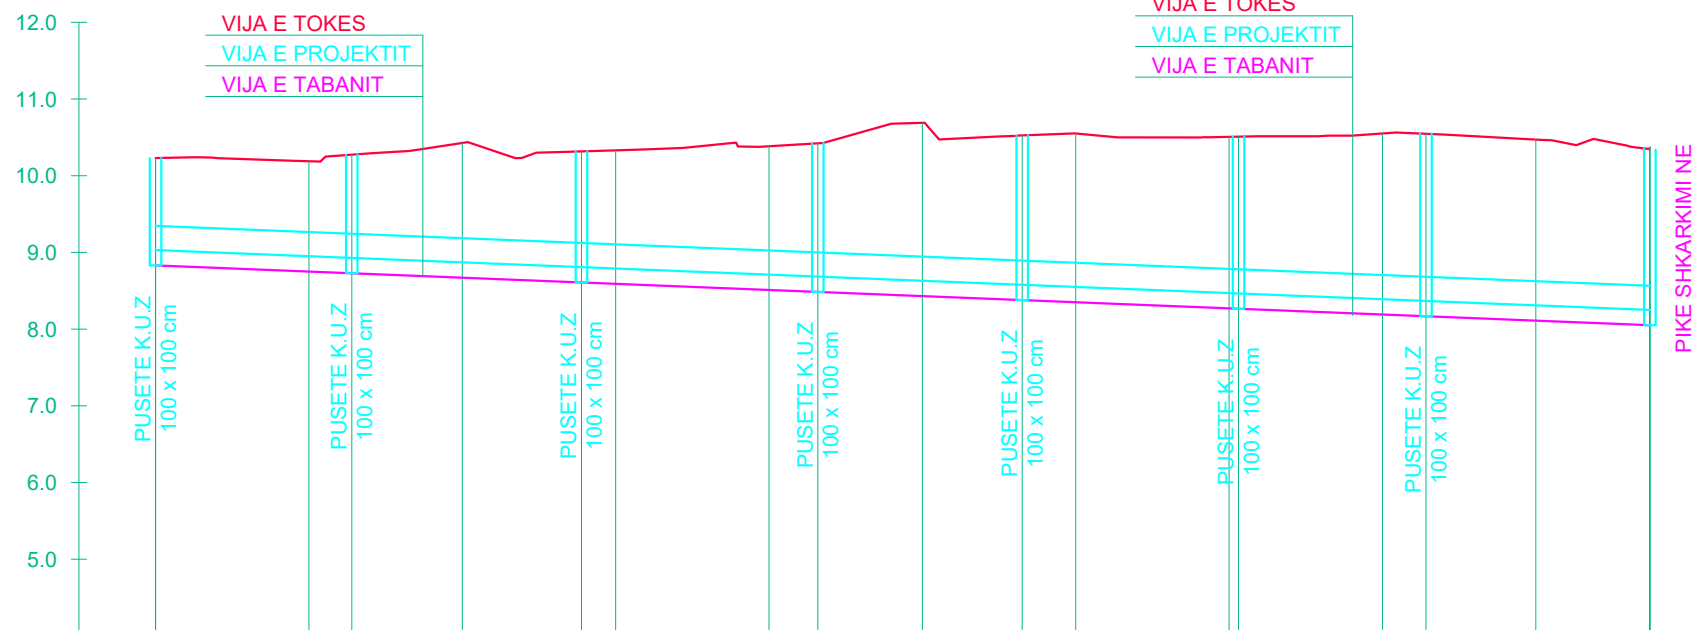 VIJA E TOKES
VIJA E PROJEKTIT
VIJA E TABANIT
VIJA E TOKES
VIJA E PROJEKTIT
VIJA E TABANIT
12.0
11.0
10.0
9.0
8.0
7.0
6.0
5.0
PUSETE K.U.Z
100 x 100 cm
PUSETE K.U.Z
100 x 100 cm
PUSETE K.U.Z
100 x 100 cm
PUSETE K.U.Z
100 x 100 cm
PUSETE K.U.Z
100 x 100 cm
PUSETE K.U.Z
100 x 100 cm
PUSETE K.U.Z
100 x 100 cm
PIKE SHKARKIMI NE